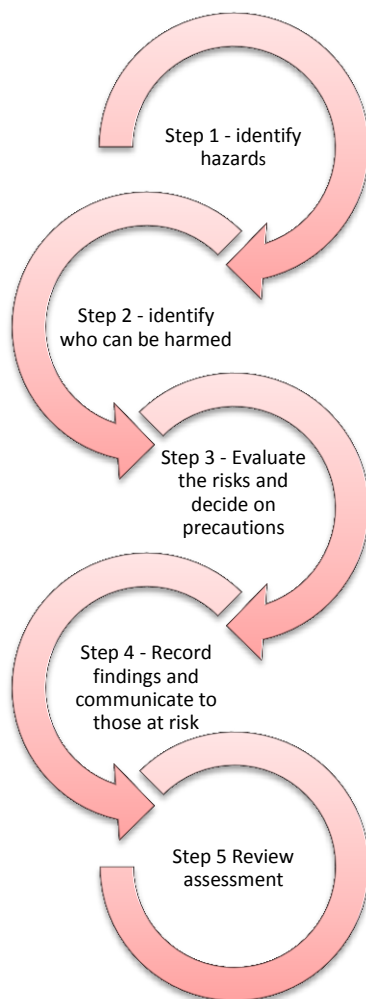 Step 1 - identify
hazards
Step 2 - identify
who can be harmed
Step 3 - Evaluate
the risks and
decide on
precautions
Step 4 - Record
findings and
communicate to
those at risk
Step 5 Review
assessment